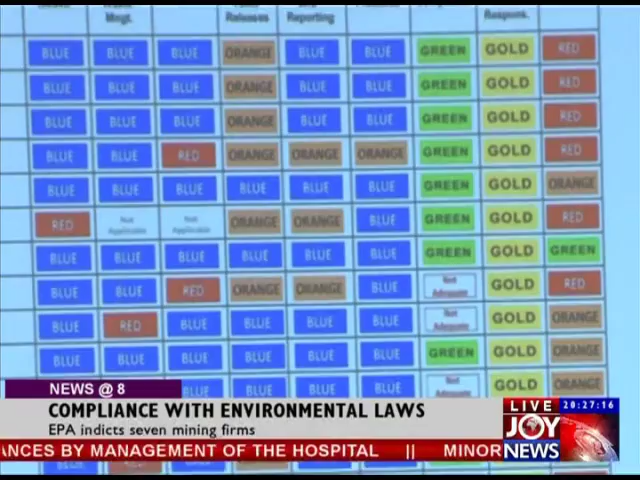 Mngt. Releases Reporting Respons.
BLUE BLUE BLUE ORANGE BLUE BLUE GREEN GOLD RED
BLUE BLUE BLUE ORANGE BLUE BLUE GREEN GOLD RED
BLUE BLUE BLUE ORANGE BLUE BLUE GREEN GOLD RED
BLUE BLUE RED ORANGE ORANGE ORANGE GREEN GOLD RED
BLUE BLUE BLUE BLUE BLUE BLUE GREEN GOLD ORANGE
RED Not Applicable Not Applicable ORANGE ORANGE BLUE GREEN GOLD RED
BLUE BLUE BLUE BLUE BLUE BLUE GREEN GOLD GREEN
BLUE BLUE RED ORANGE ORANGE BLUE Not Adequate GOLD RED
BLUE RED BLUE BLUE BLUE BLUE Not Adequate GOLD ORANGE
BLUE BLUE BLUE BLUE BLUE BLUE GREEN GOLD ORANGE
BLUE BLUE BLUE BLUE Not Adequate GOLD ORANGE
NEWS @ 8
COMPLIANCE WITH ENVIRONMENTAL LAWS
EPA indicts seven mining firms
LIVE 20:27:16
JOY
NEWS
ANCES BY MANAGEMENT OF THE HOSPITAL || MINOR